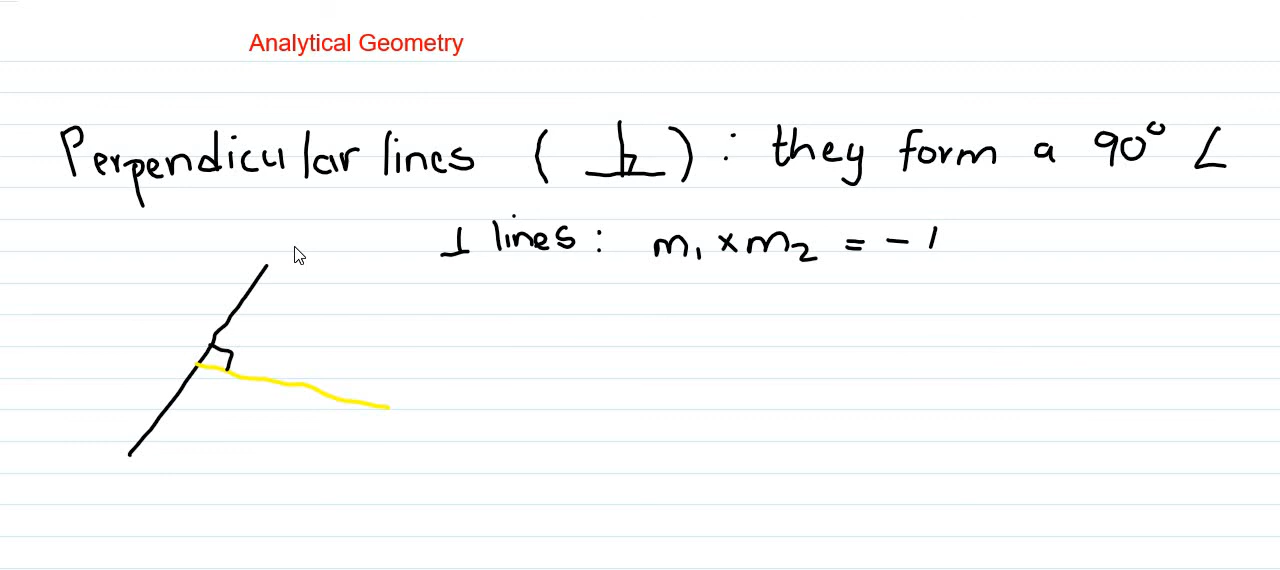 Analytical Geometry
Perpendicular lines ( ⊥ ) : they form a 90° ∠
⊥ lines : m₁ × m₂ = -1